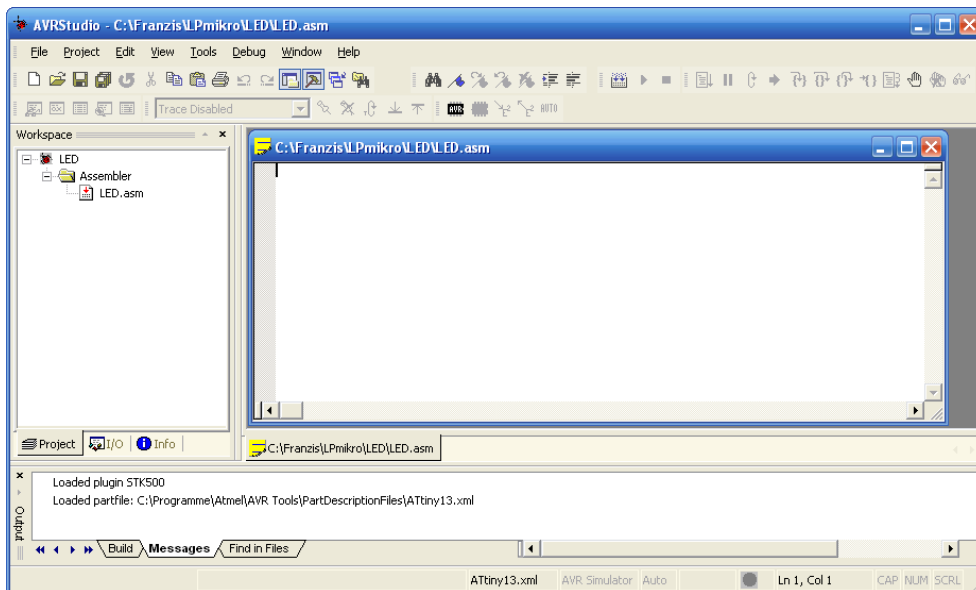 AVRStudio - C:\Franzis\LPmikro\LED\LED.asm
File Project Edit View Tools Debug Window Help
Trace Disabled AVR AUTO
Workspace
C:\Franzis\LPmikro\LED\LED.asm
LED
Assembler
LED.asm
Project I/O Info
C:\Franzis\LPmikro\LED\LED.asm
Loaded plugin STK500
Loaded partfile: C:\Programme\Atmel\AVR Tools\PartDescriptionFiles\ATtiny13.xml
Output
Build Messages Find in Files
ATtiny13.xml AVR Simulator Auto Ln 1, Col 1 CAP NUM SCRL